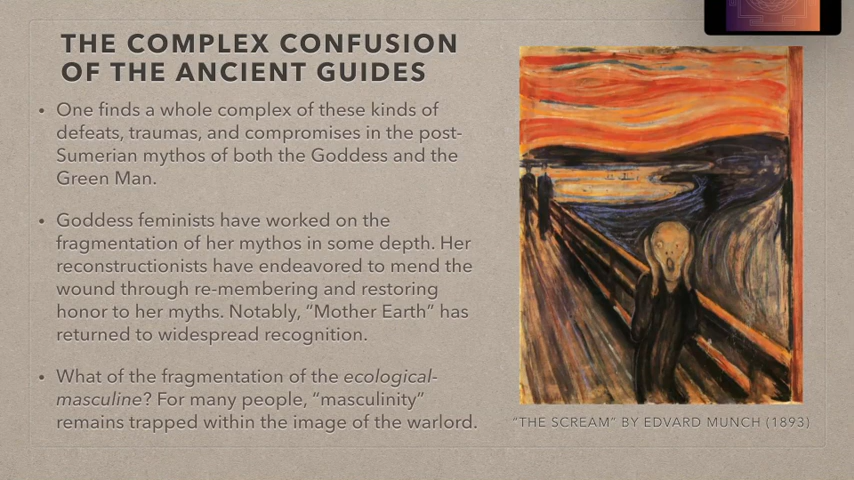 THE COMPLEX CONFUSION
OF THE ANCIENT GUIDES
• One finds a whole complex of these kinds of
defeats, traumas, and compromises in the post-
Sumerian mythos of both the Goddess and the
Green Man.
• Goddess feminists have worked on the
fragmentation of her mythos in some depth. Her
reconstructionists have endeavored to mend the
wound through re-membering and restoring
honor to her myths. Notably, “Mother Earth” has
returned to widespread recognition.
• What of the fragmentation of the ecological-
masculine? For many people, “masculinity”
remains trapped within the image of the warlord.
“THE SCREAM” BY EDVARD MUNCH (1893)